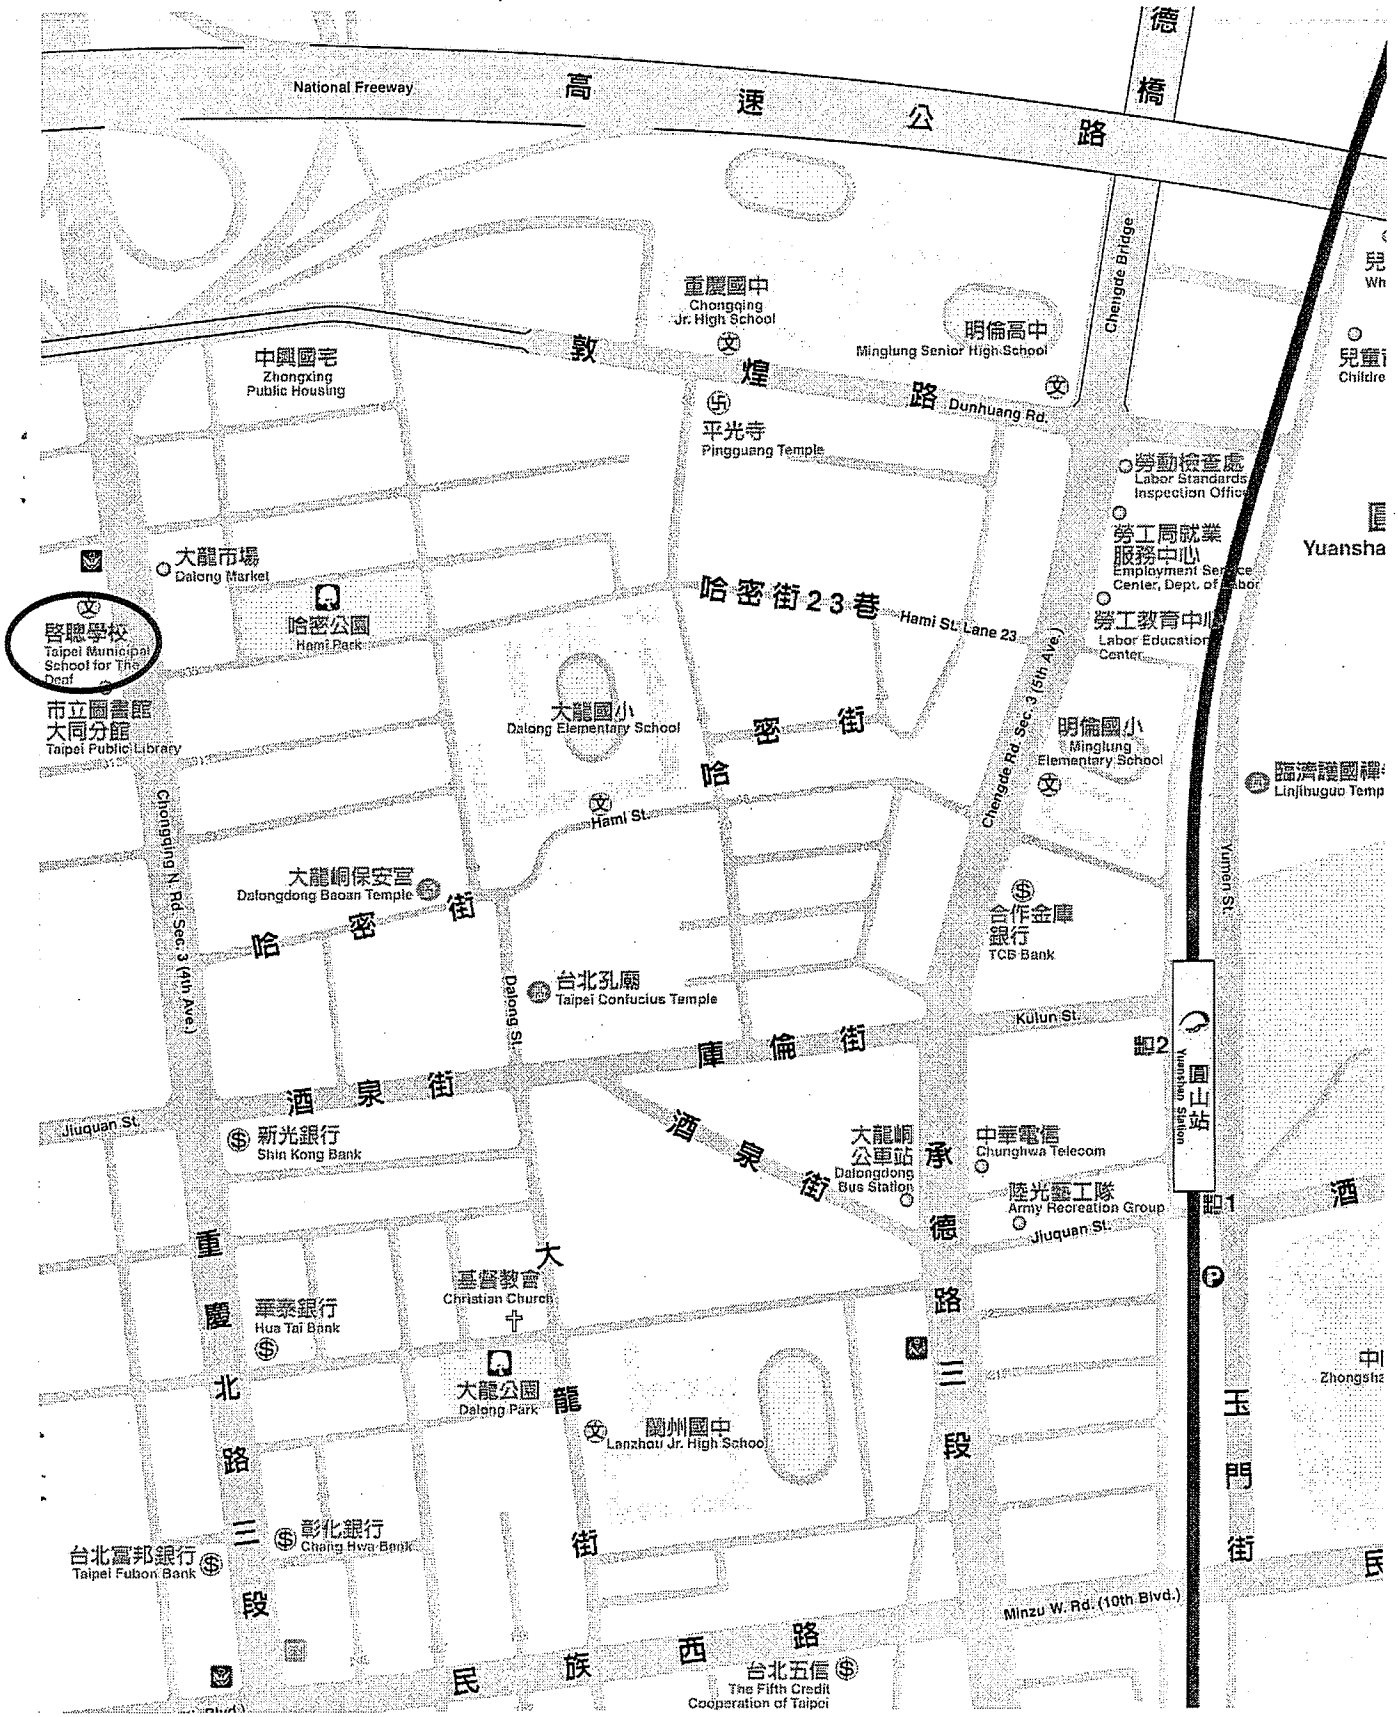 德
橋
National Freeway
高 速 公 路
Chengde Bridge
重慶國中
Chongqing
Jr. High School
明倫高中
Minglung Senior High School
兒
Wh
兒童
Childre
中興國宅
Zhongxing
Public Housing
敦 煌 路
Dunhuang Rd.
平光寺
Pingguang Temple
勞動檢查處
Labor Standards
Inspection Office
勞工局就業
服務中心
Employment Service
Center, Dept. of Labor
Yuansha
勞工教育中心
Labor Education
Center
大龍市場
Dalong Market
哈密公園
Hami Park
哈密街23巷
Hami St. Lane 23
啓聰學校
Taipei Municipal
School for The
Deaf
市立圖書館
大同分館
Taipei Public Library
大龍國小
Dalong Elementary School
哈 密 街
Hami St.
Chengde Rd. Sec. 3 (5th Ave.)
明倫國小
Minglung
Elementary School
臨濟護國禪
Linjihuguo Temp
Chongqing N. Rd. Sec. 3 (4th Ave.)
大龍峒保安宮
Dalongdong Baoan Temple
哈 密 街
Yumen St.
合作金庫
銀行
TCB Bank
台北孔廟
Taipei Confucius Temple
Dalong St.
庫 倫 街
Kulun St.
出口2
圓山站
Yuanshan Station
酒 泉 街
Jiuquan St.
新光銀行
Shin Kong Bank
酒 泉 街
大龍峒
公車站
Dalongdong
Bus Station
中華電信
Chunghwa Telecom
陸光藝工隊
Army Recreation Group
Jiuquan St.
出口1
酒
P
承 德 路 三 段
重 慶 北 路 三 段
大 龍 街
基督教會
Christian Church
華泰銀行
Hua Tai Bank
大龍公園
Dalong Park
蘭州國中
Lanzhou Jr. High School
Zhongsha
玉 門 街
彰化銀行
Chang Hwa Bank
台北富邦銀行
Taipei Fubon Bank
Minzu W. Rd. (10th Blvd.)
民 族 西 路
民
台北五信
The Fifth Credit
Cooperation of Taipei